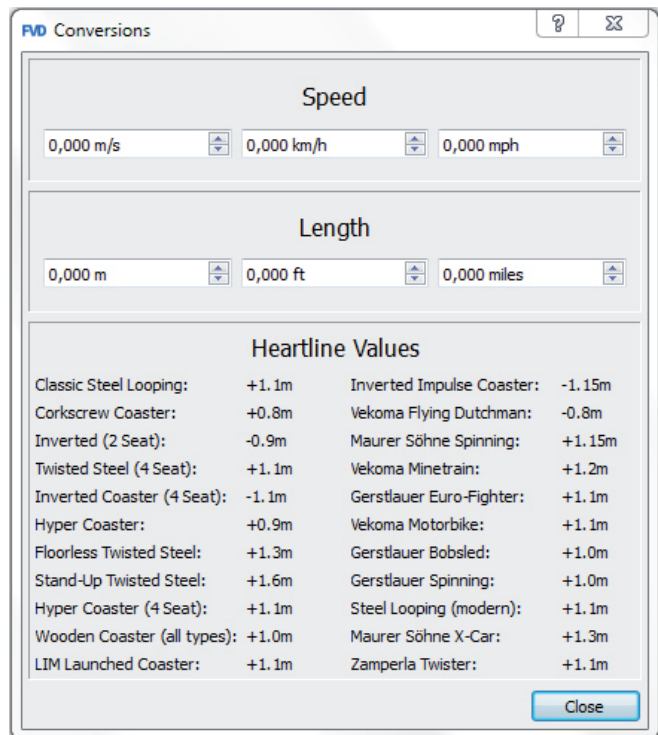 FVD Conversions
Speed
0,000 m/s 0,000 km/h 0,000 mph
Length
0,000 m 0,000 ft 0,000 miles
Heartline Values
Classic Steel Looping: +1.1m Inverted Impulse Coaster: -1.15m
Corkscrew Coaster: +0.8m Vekoma Flying Dutchman: -0.8m
Inverted (2 Seat): -0.9m Maurer Söhne Spinning: +1.15m
Twisted Steel (4 Seat): +1.1m Vekoma Minetrain: +1.2m
Inverted Coaster (4 Seat): -1.1m Gerstlauer Euro-Fighter: +1.1m
Hyper Coaster: +0.9m Vekoma Motorbike: +1.1m
Floorless Twisted Steel: +1.3m Gerstlauer Bobsled: +1.0m
Stand-Up Twisted Steel: +1.6m Gerstlauer Spinning: +1.0m
Hyper Coaster (4 Seat): +1.1m Steel Looping (modern): +1.1m
Wooden Coaster (all types): +1.0m Maurer Söhne X-Car: +1.3m
LIM Launched Coaster: +1.1m Zamperla Twister: +1.1m
Close